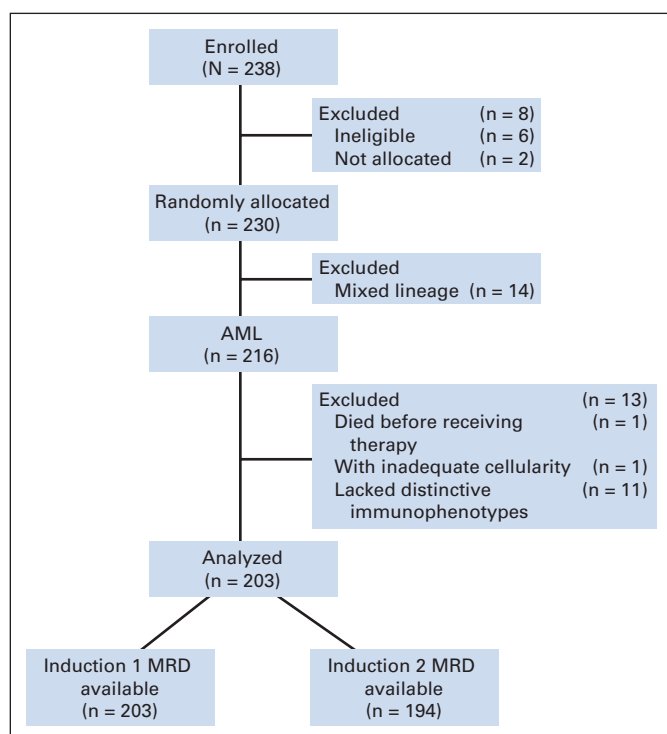 Enrolled
(N = 238)
Excluded (n = 8)
Ineligible (n = 6)
Not allocated (n = 2)
Randomly allocated
(n = 230)
Excluded
Mixed lineage (n = 14)
AML
(n = 216)
Excluded (n = 13)
Died before receiving (n = 1)
therapy
With inadequate cellularity (n = 1)
Lacked distinctive (n = 11)
immunophenotypes
Analyzed
(n = 203)
Induction 1 MRD
available
(n = 203)
Induction 2 MRD
available
(n = 194)